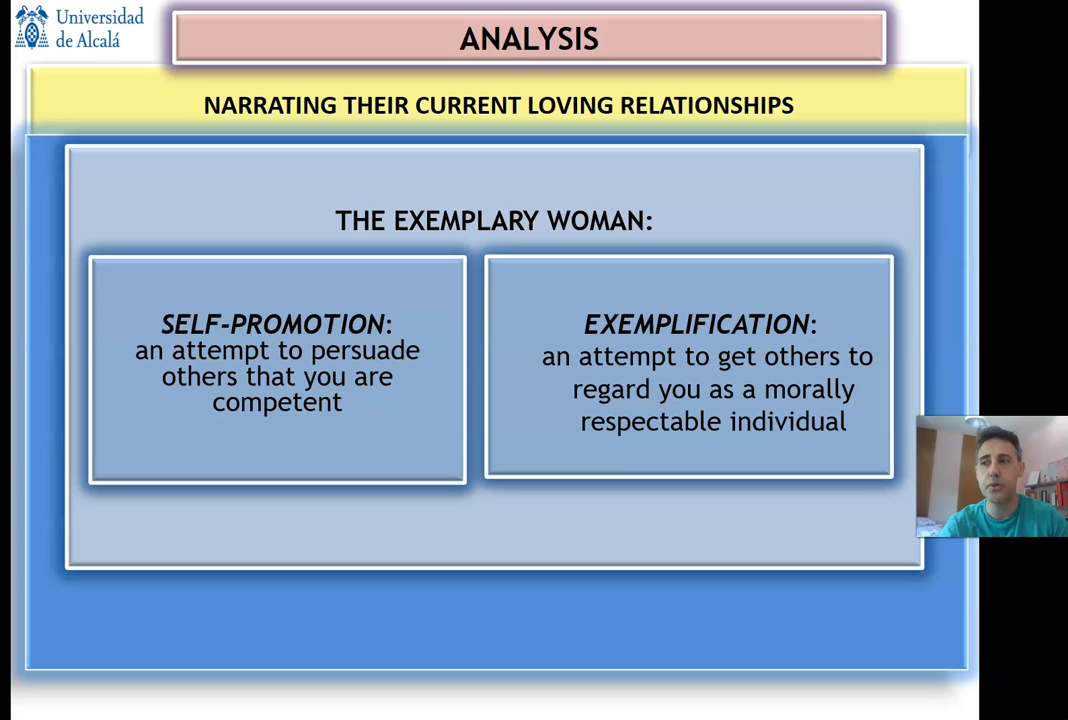 Universidad
de Alcalá
ANALYSIS
NARRATING THEIR CURRENT LOVING RELATIONSHIPS
THE EXEMPLARY WOMAN:
SELF-PROMOTION:
an attempt to persuade
others that you are
competent
EXEMPLIFICATION:
an attempt to get others to
regard you as a morally
respectable individual